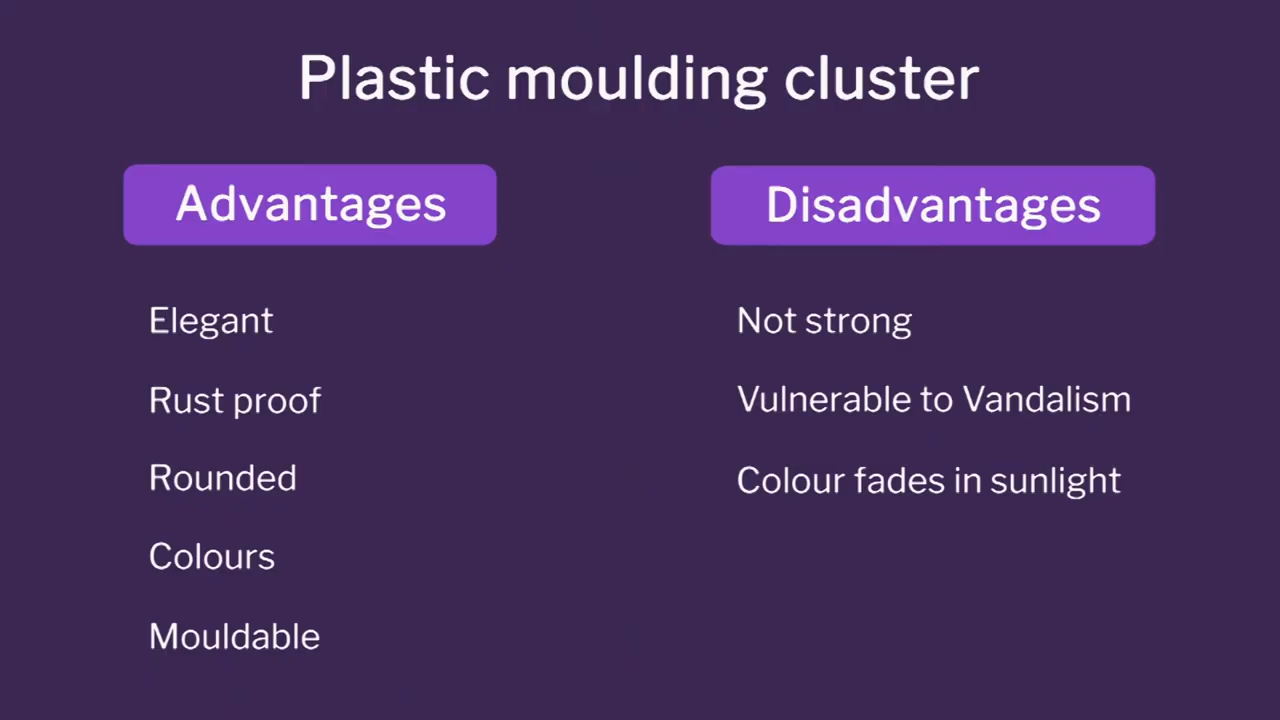 Plastic moulding cluster
Advantages
Elegant
Rust proof
Rounded
Colours
Mouldable
Disadvantages
Not strong
Vulnerable to Vandalism
Colour fades in sunlight